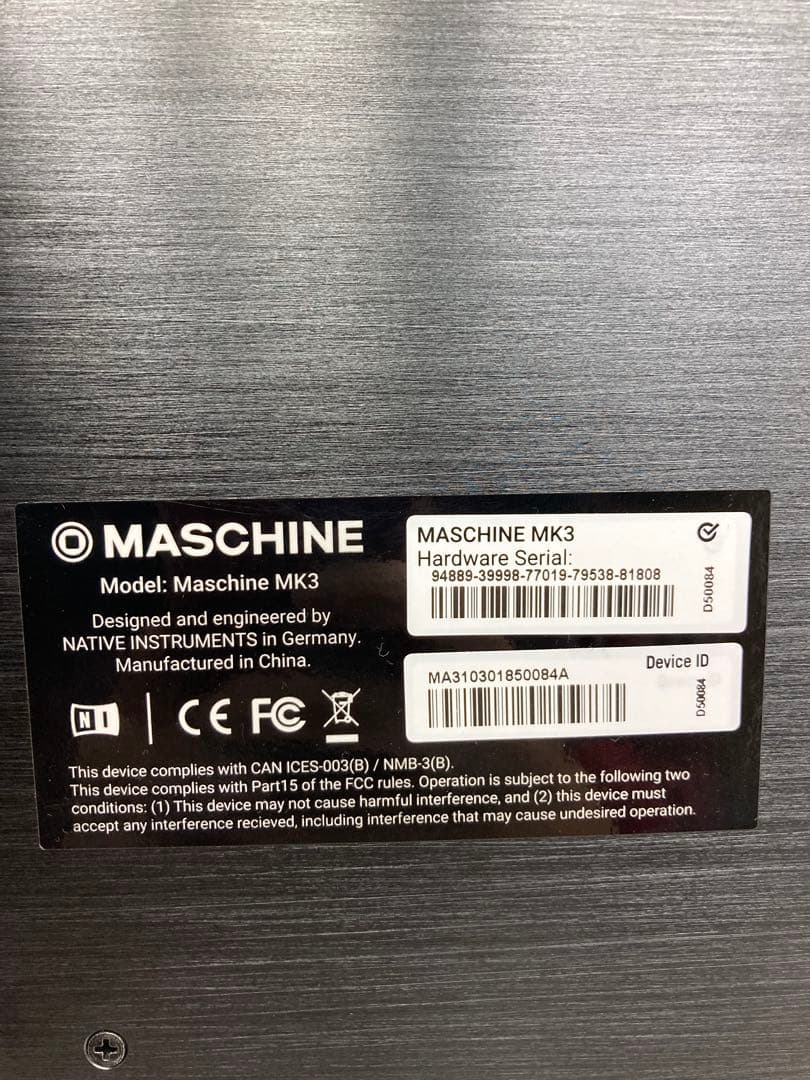 MASCHINE
Model: Maschine MK3
Designed and engineered by
NATIVE INSTRUMENTS in Germany.
Manufactured in China.
NI
CE FC
MASCHINE MK3
Hardware Serial:
94889-39998-77019-79538-81808
D50084
Device ID
MA310301850084A
D50084
This device complies with CAN ICES-003(B) / NMB-3(B).
This device complies with Part15 of the FCC rules. Operation is subject to the following two
conditions: (1) This device may not cause harmful interference, and (2) this device must
accept any interference recieved, including interference that may cause undesired operation.